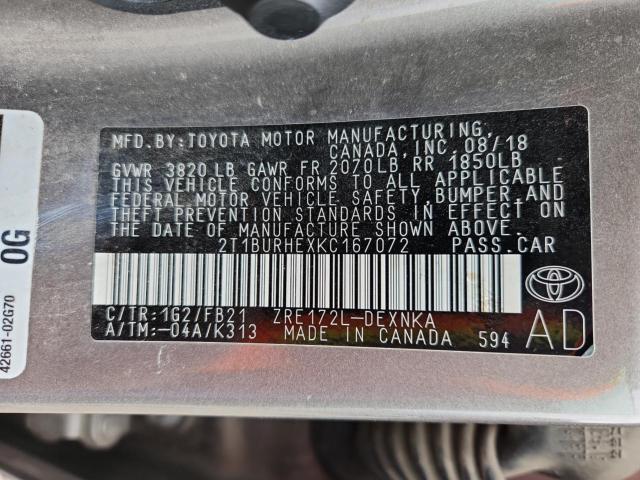 MFD.BY:TOYOTA MOTOR MANUFACTURING,
CANADA, INC. 08/18
GVWR 3820 LB GAWR FR 2070LB RR 1850LB
THIS VEHICLE CONFORMS TO ALL APPLICABLE
FEDERAL MOTOR VEHICLE SAFETY, BUMPER AND
THEFT PREVENTION STANDARDS IN EFFECT ON
THE DATE OF MANUFACTURE SHOWN ABOVE.
2T1BURHEXKC167072 PASS.CAR
C/TR:1G2/FB21 ZRE172L-DEXNKA
A/TM:-04A/K313 MADE IN CANADA 594
AD
0G
42661-02G70